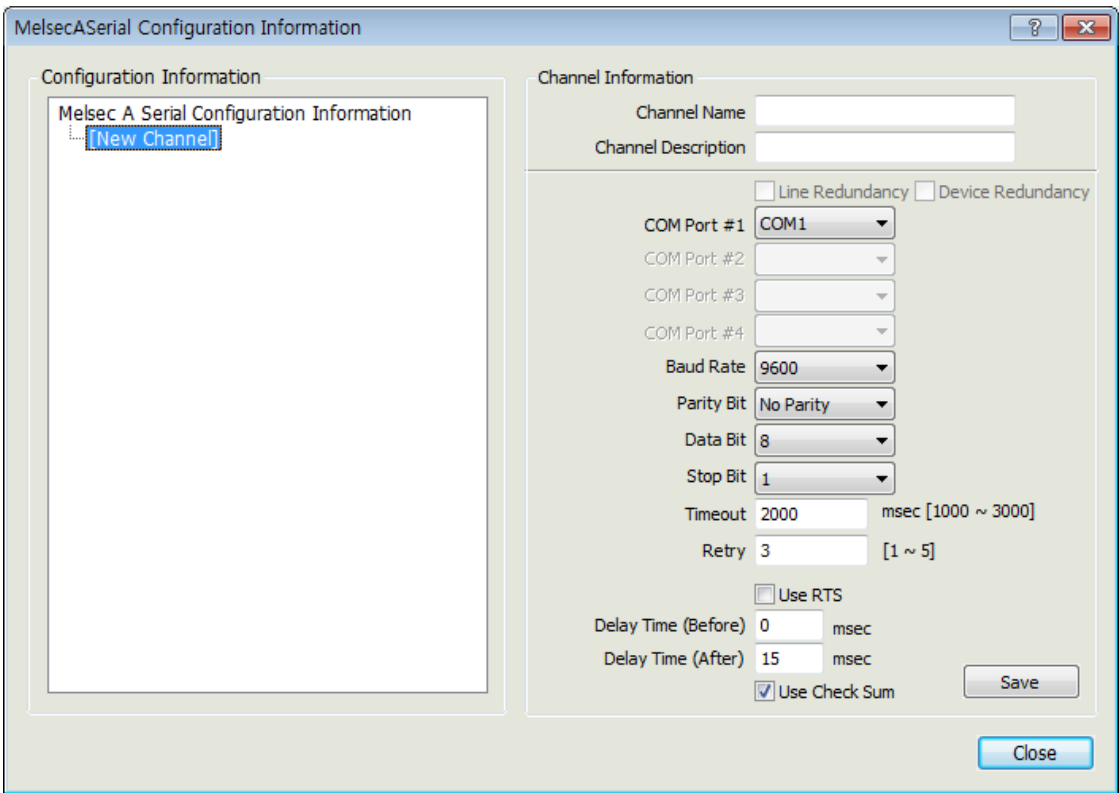 MelsecASerial Configuration Information
?
Configuration Information
Melsec A Serial Configuration Information
[New Channel]
Channel Information
Channel Name
Channel Description
Line Redundancy Device Redundancy
COM Port #1 COM1
COM Port #2
COM Port #3
COM Port #4
Baud Rate 9600
Parity Bit No Parity
Data Bit 8
Stop Bit 1
Timeout 2000 msec [1000 ~ 3000]
Retry 3 [1 ~ 5]
Use RTS
Delay Time (Before) 0 msec
Delay Time (After) 15 msec
Use Check Sum
Save
Close